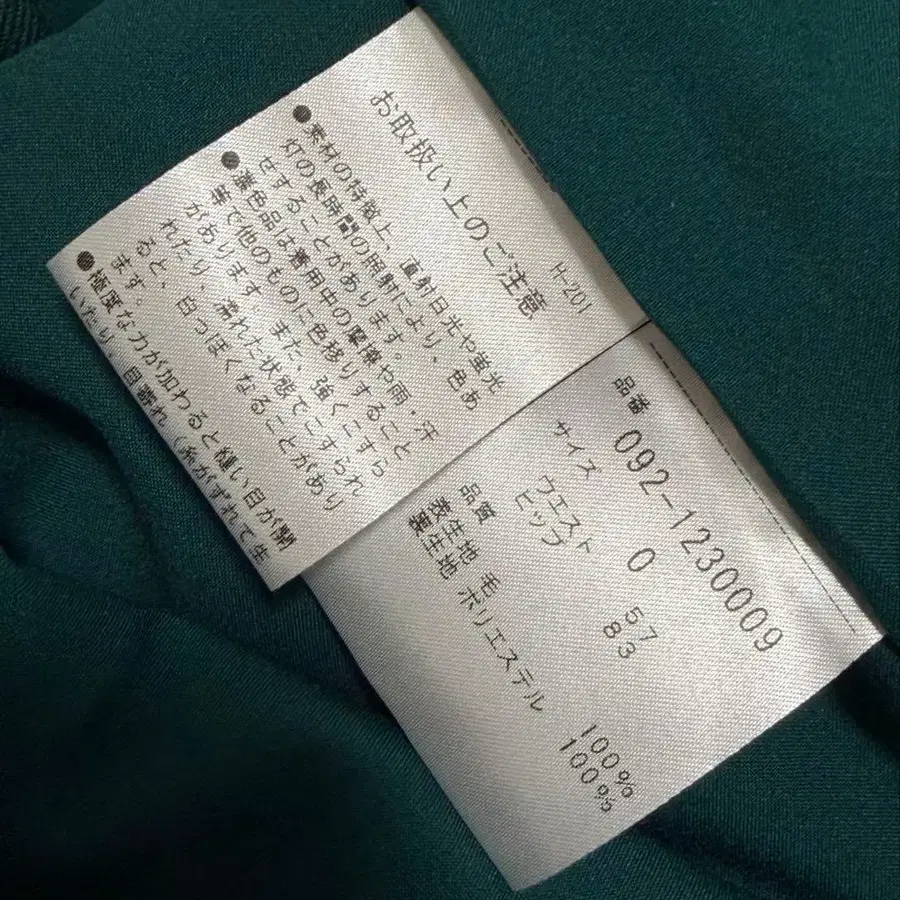 H-201
お取扱い上のご注意
●素材の特徴上、直射日光や蛍光
灯の長時間の照射により、色あ
せすることがあります。
●濃色品は着用中の摩擦や雨・汗
等で他のものに色移りすること
があります。また、強くこすら
れたり、濡れた状態でこすられ
ると、白っぽくなることがあり
ます。
●極度な力が加わると縫い目が開
いたり、目寄れ（糸がずれて生
品番 092-1230009
サイズ 0
ウエスト 57
ヒップ 83
品質
表生地 毛 100%
裏生地 ポリエステル 100%